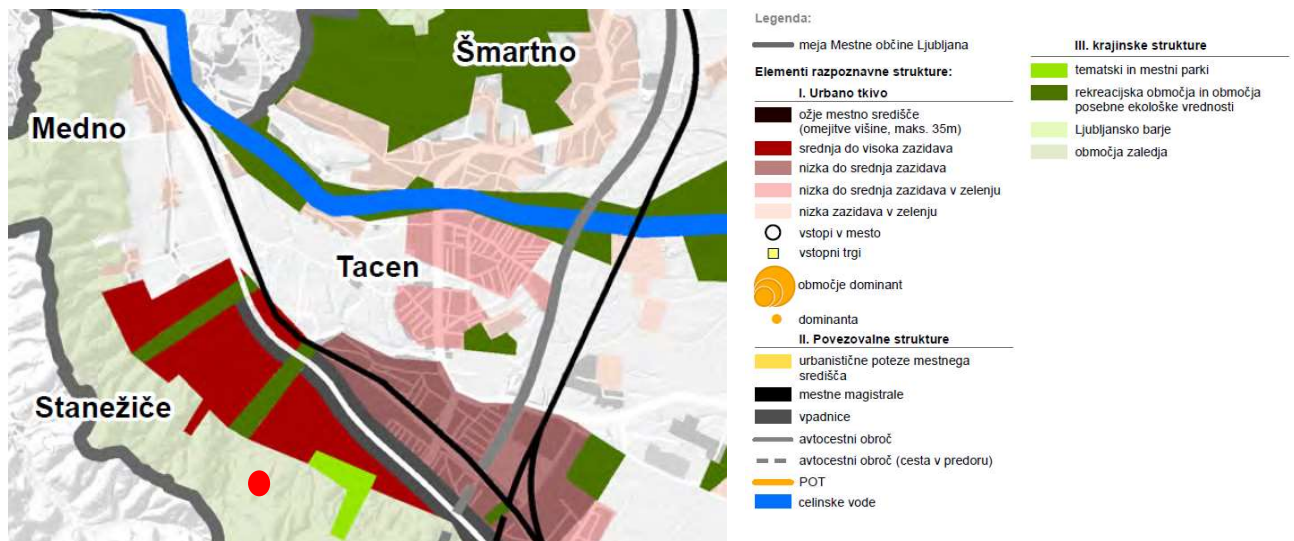 Šmartno
Medno
Tacen
Stanežiče
Legenda:
meja Mestne občine Ljubljana
Elementi razpoznavne strukture:
I. Urbano tkivo
ožje mestno središče
(omejitve višine, maks. 35m)
srednja do visoka zazidava
nizka do srednja zazidava
nizka do srednja zazidava v zelenju
nizka zazidava v zelenju
vstopi v mesto
vstopni trgi
območje dominant
dominanta
II. Povezovalne strukture
urbanistične poteze mestnega
središča
mestne magistrale
vpadnice
avtocestni obroč
avtocestni obroč (cesta v predoru)
POT
celinske vode
III. krajinske strukture
tematski in mestni parki
rekreacijska območja in območja
posebne ekološke vrednosti
Ljubljansko barje
območja zaledja